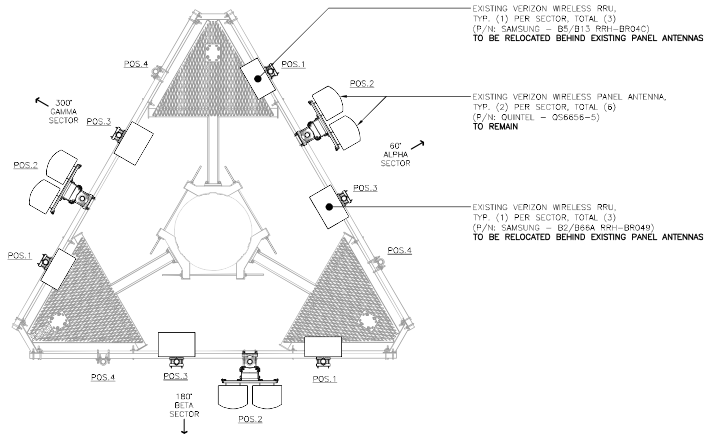 EXISTING VERIZON WIRELESS RRU,
TYP. (1) PER SECTOR, TOTAL (3)
(P/N: SAMSUNG - B5/B13 RRH-BR04C)
TO BE RELOCATED BEHIND EXISTING PANEL ANTENNAS
POS.4
POS.1
POS.2
EXISTING VERIZON WIRELESS PANEL ANTENNA,
TYP. (2) PER SECTOR, TOTAL (6)
(P/N: QUINTEL - QS6656-5)
TO REMAIN
300°
GAMMA
SECTOR
POS.3
60°
ALPHA
SECTOR
POS.2
POS.3
EXISTING VERIZON WIRELESS RRU,
TYP. (1) PER SECTOR, TOTAL (3)
(P/N: SAMSUNG - B2/B66A RRH-BR049)
TO BE RELOCATED BEHIND EXISTING PANEL ANTENNAS
POS.1
POS.4
POS.4
POS.3
POS.1
180°
BETA
SECTOR
POS.2